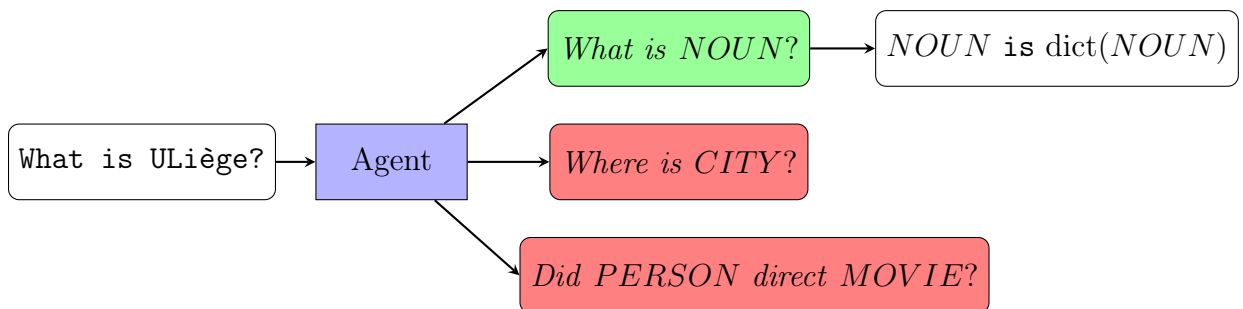 What is NOUN?
NOUN is dict(NOUN)
What is ULiège?
Agent
Where is CITY?
Did PERSON direct MOVIE?